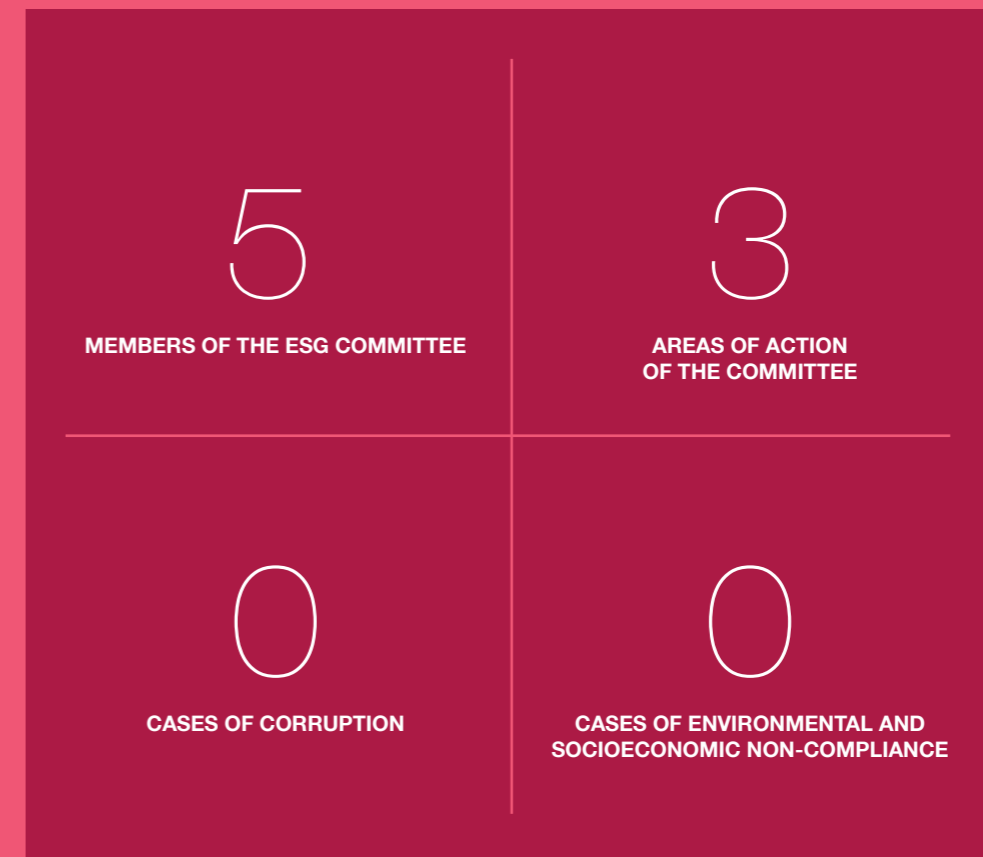 5
MEMBERS OF THE ESG COMMITTEE
3
AREAS OF ACTION
OF THE COMMITTEE
0
CASES OF CORRUPTION
0
CASES OF ENVIRONMENTAL AND
SOCIOECONOMIC NON-COMPLIANCE